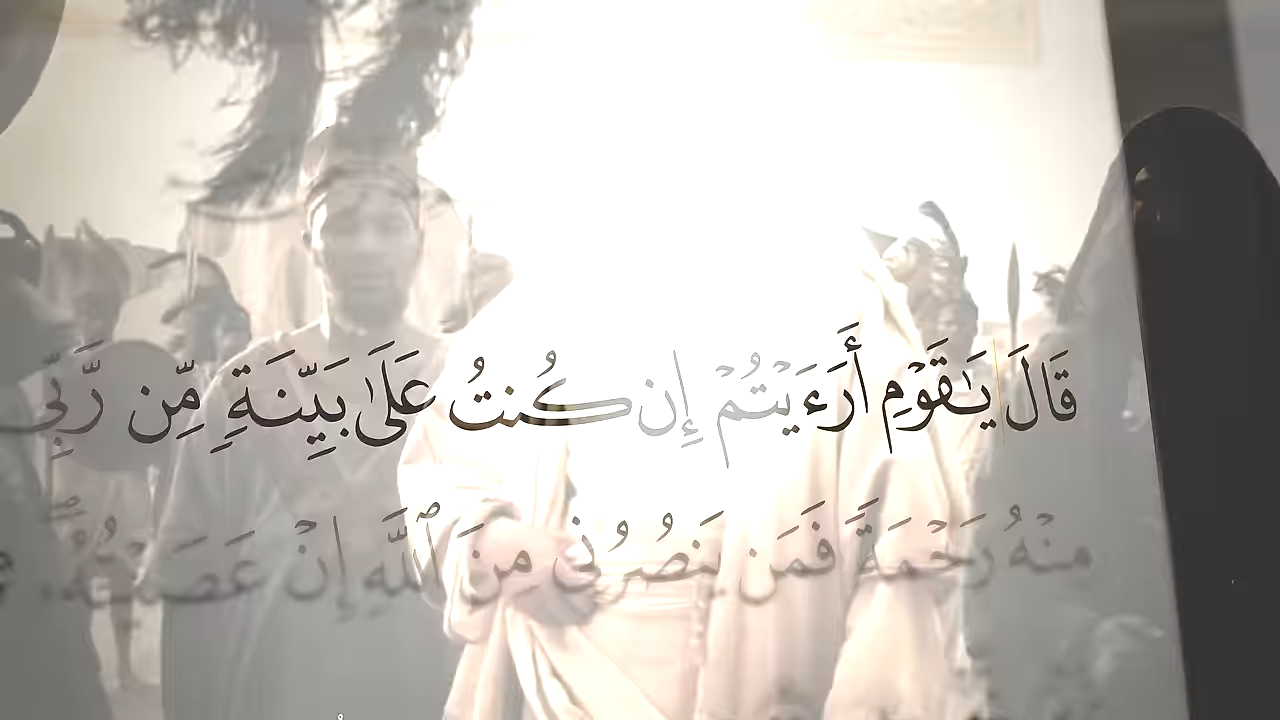 قَالَ يَـٰقَوۡمِ أَرَءَيۡتُمۡ إِن كُنتُ عَلَىٰ بَيِّنَةٖ مِّن رَّبِّي
مِنۡهُ رَحۡمَةٗ فَمَن يَنصُرُنِي مِنَ ٱللَّهِ إِنۡ عَصَيۡتُهُۥ